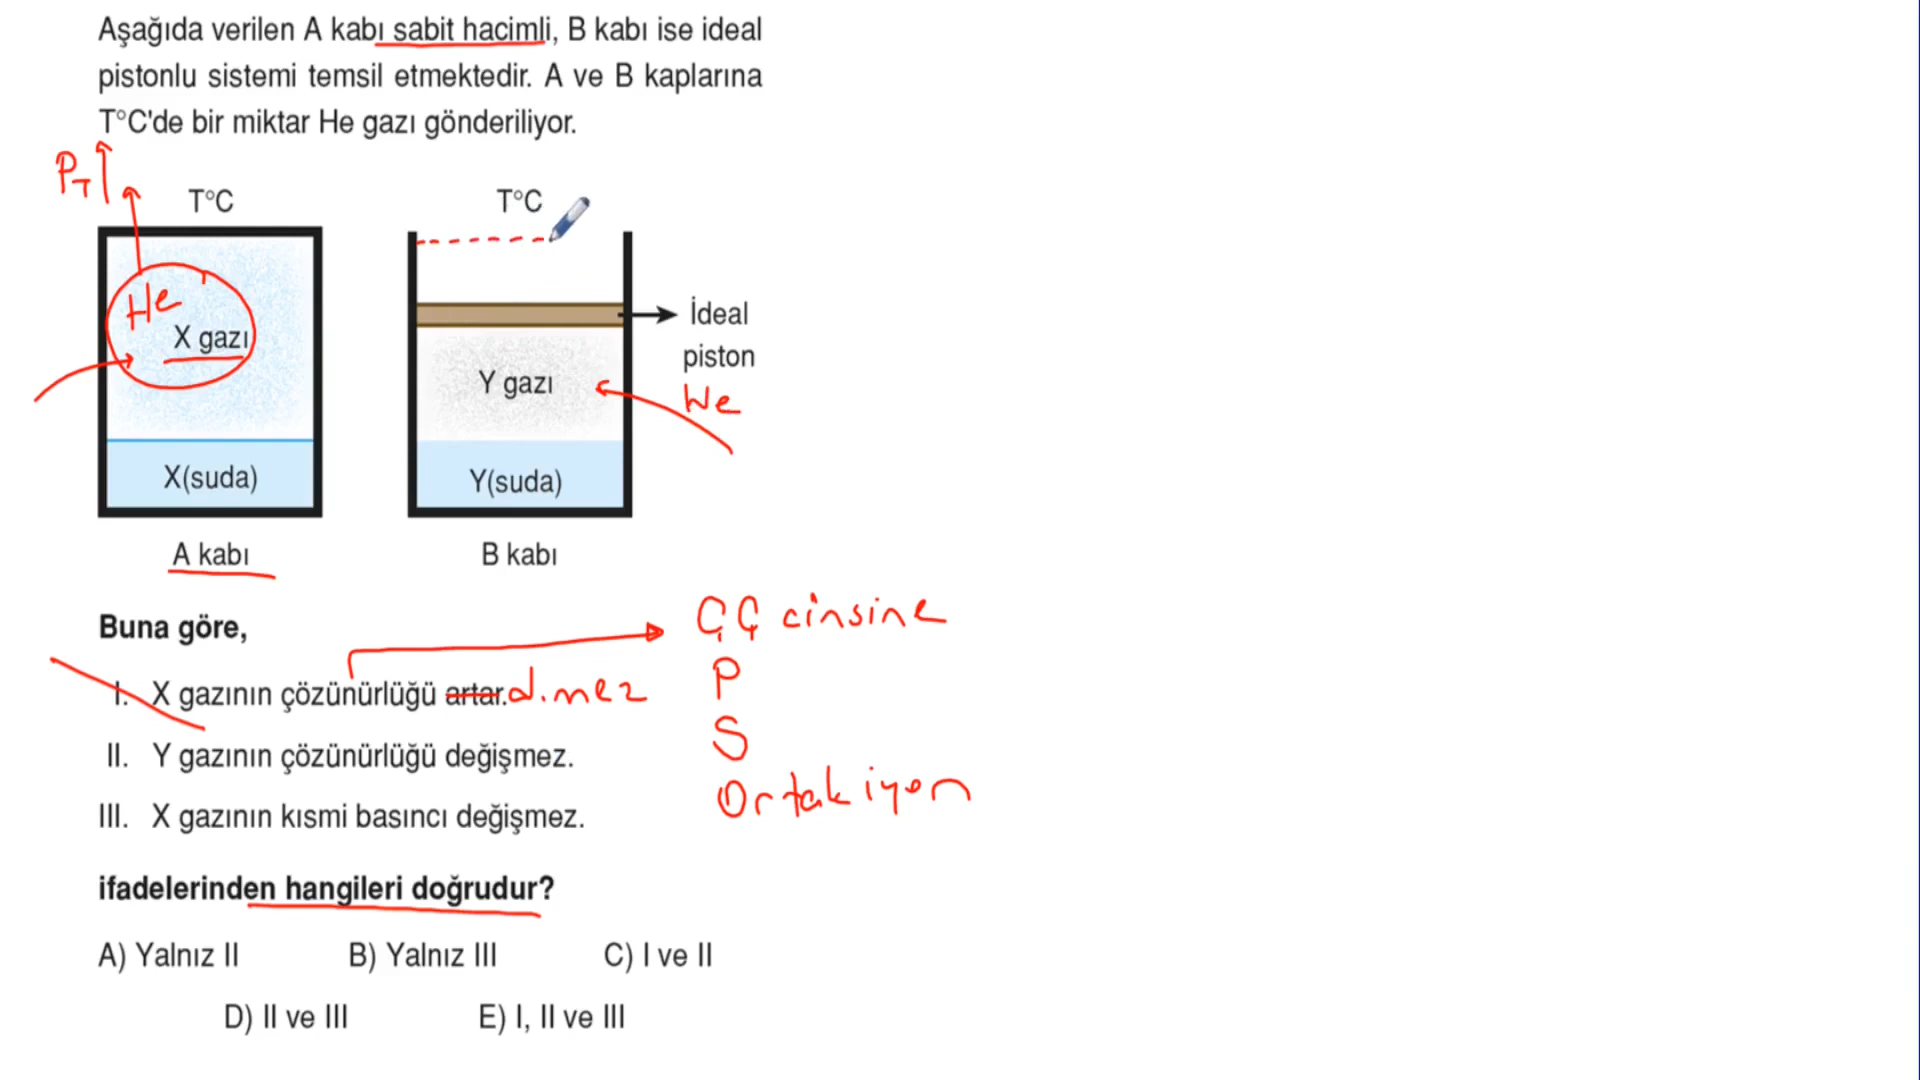 Aşağıda verilen A kabı sabit hacimli, B kabı ise ideal
pistonlu sistemi temsil etmektedir. A ve B kaplarına
T°C'de bir miktar He gazı gönderiliyor.
PT
T°C
T°C
He
X gazı
X(suda)
A kabı
Y gazı
Y(suda)
B kabı
İdeal
piston
He
Buna göre,
ÇÇ cinsine
I. X gazının çözünürlüğü artar. d.mez
P
S
II. Y gazının çözünürlüğü değişmez.
Ortak iyon
III. X gazının kısmi basıncı değişmez.
ifadelerinden hangileri doğrudur?
A) Yalnız II B) Yalnız III C) I ve II
D) II ve III E) I, II ve III